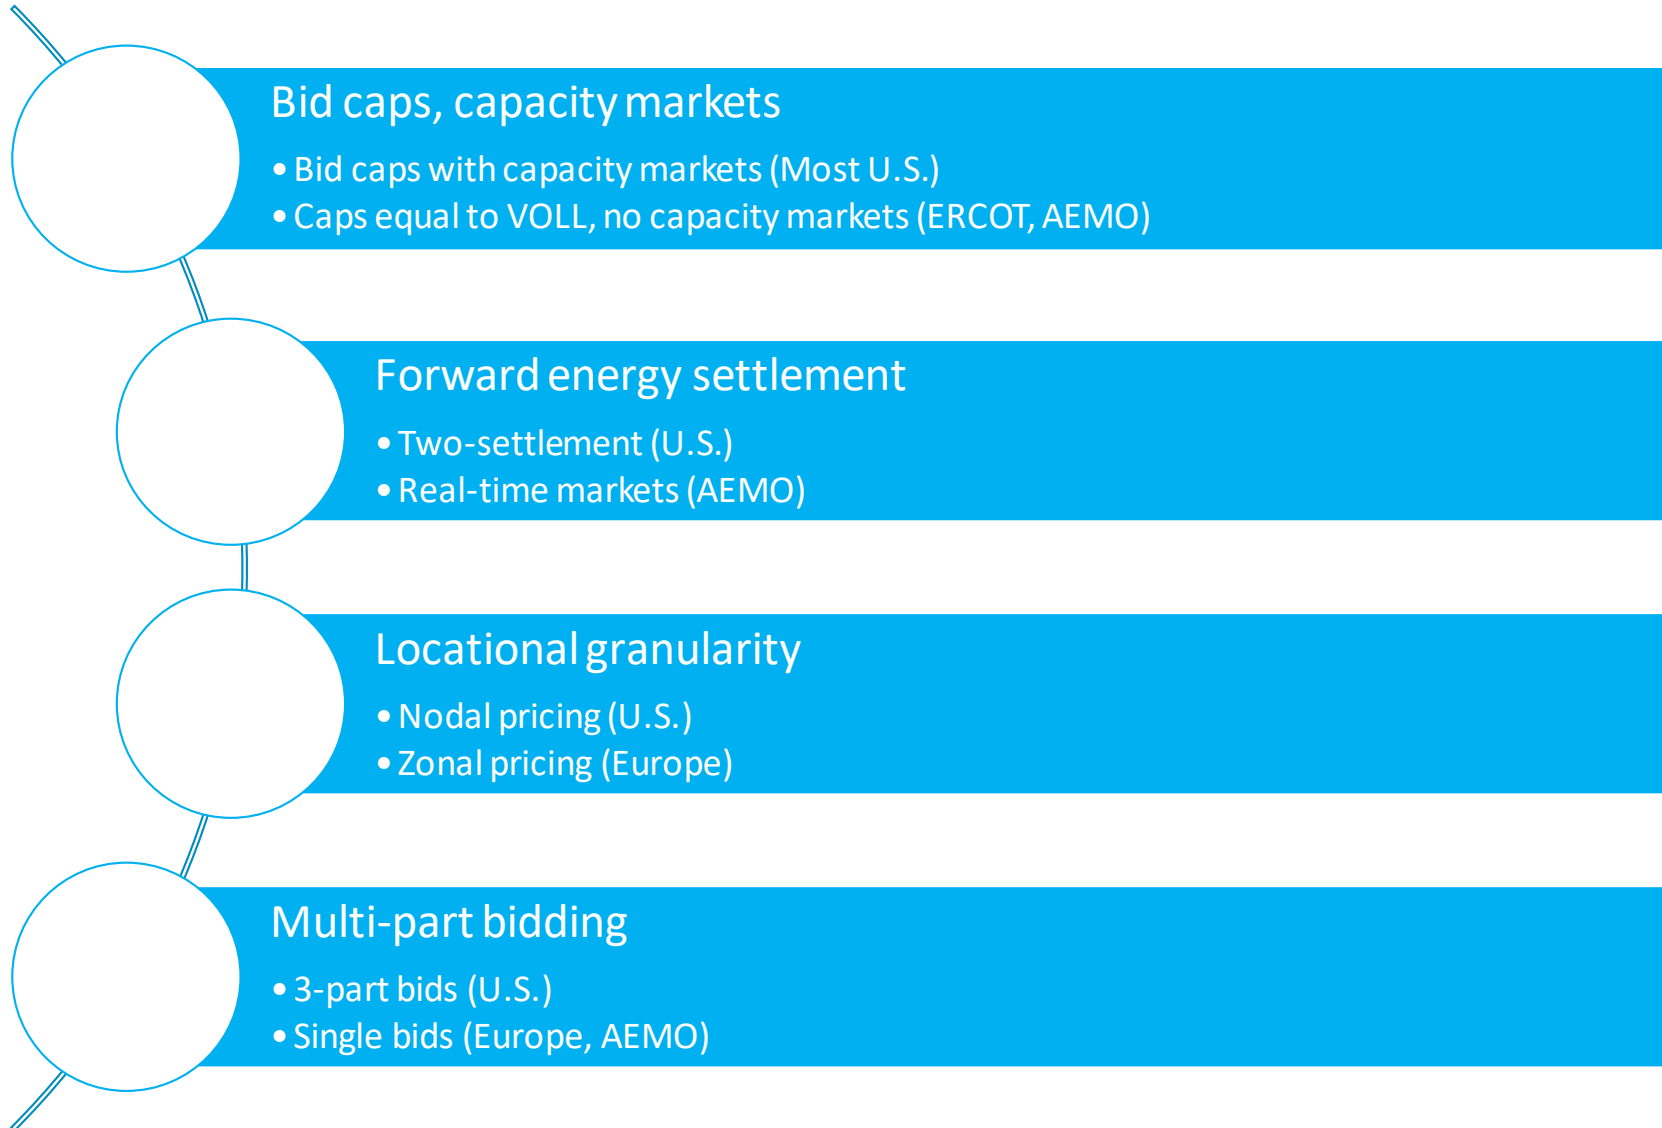 Bid caps, capacity markets
• Bid caps with capacity markets (Most U.S.)
• Caps equal to VOLL, no capacity markets (ERCOT, AEMO)
Forward energy settlement
• Two-settlement (U.S.)
• Real-time markets (AEMO)
Locational granularity
• Nodal pricing (U.S.)
• Zonal pricing (Europe)
Multi-part bidding
• 3-part bids (U.S.)
• Single bids (Europe, AEMO)